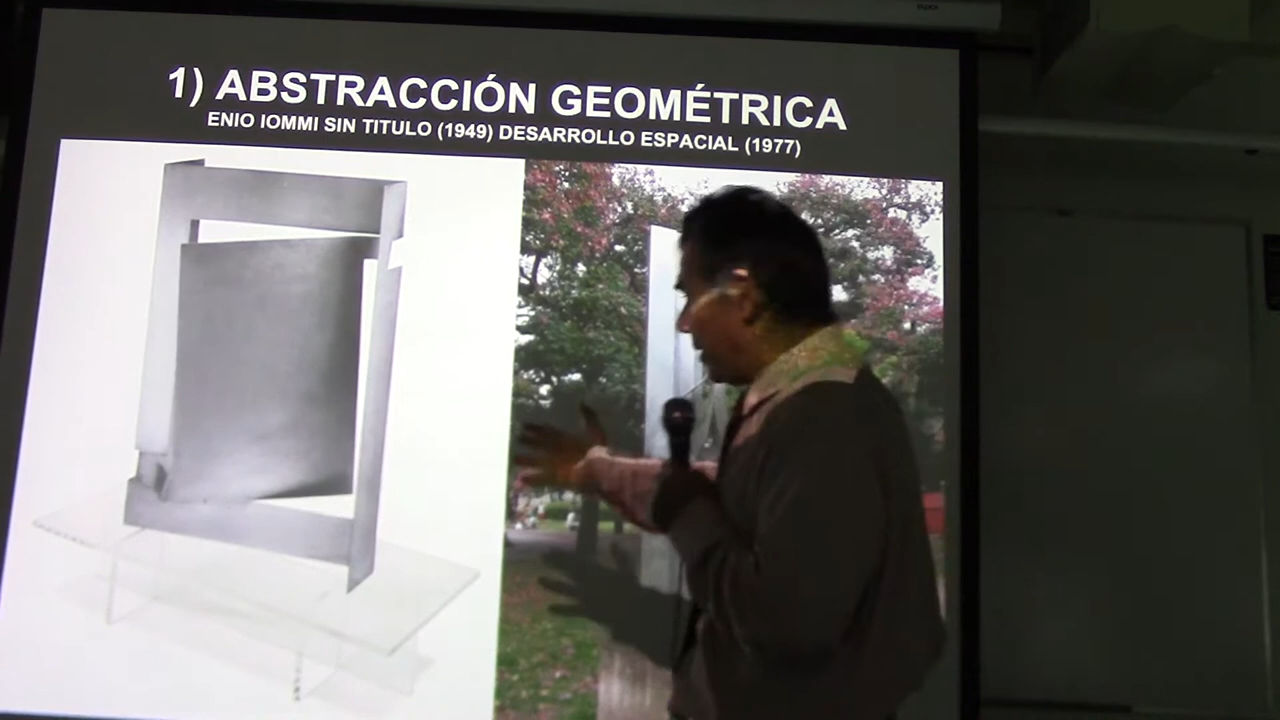 1) ABSTRACCIÓN GEOMÉTRICA
ENIO IOMMI SIN TITULO (1949) DESARROLLO ESPACIAL (1977)